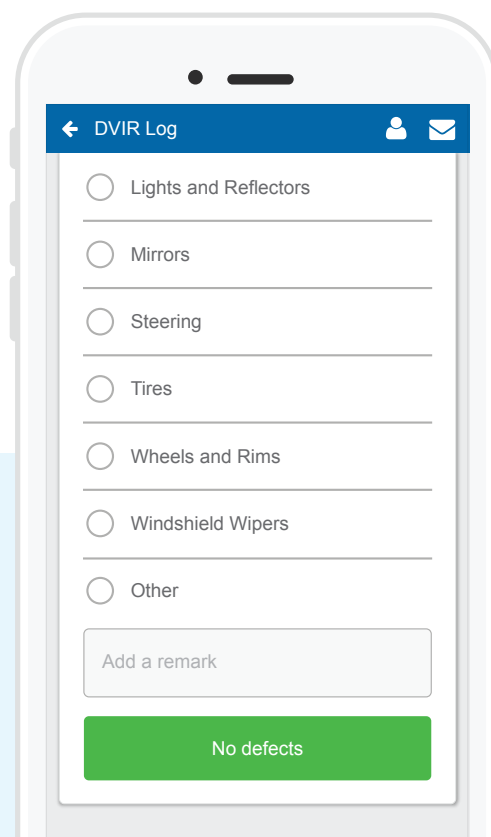 DVIR Log
Lights and Reflectors
Mirrors
Steering
Tires
Wheels and Rims
Windshield Wipers
Other
Add a remark
No defects